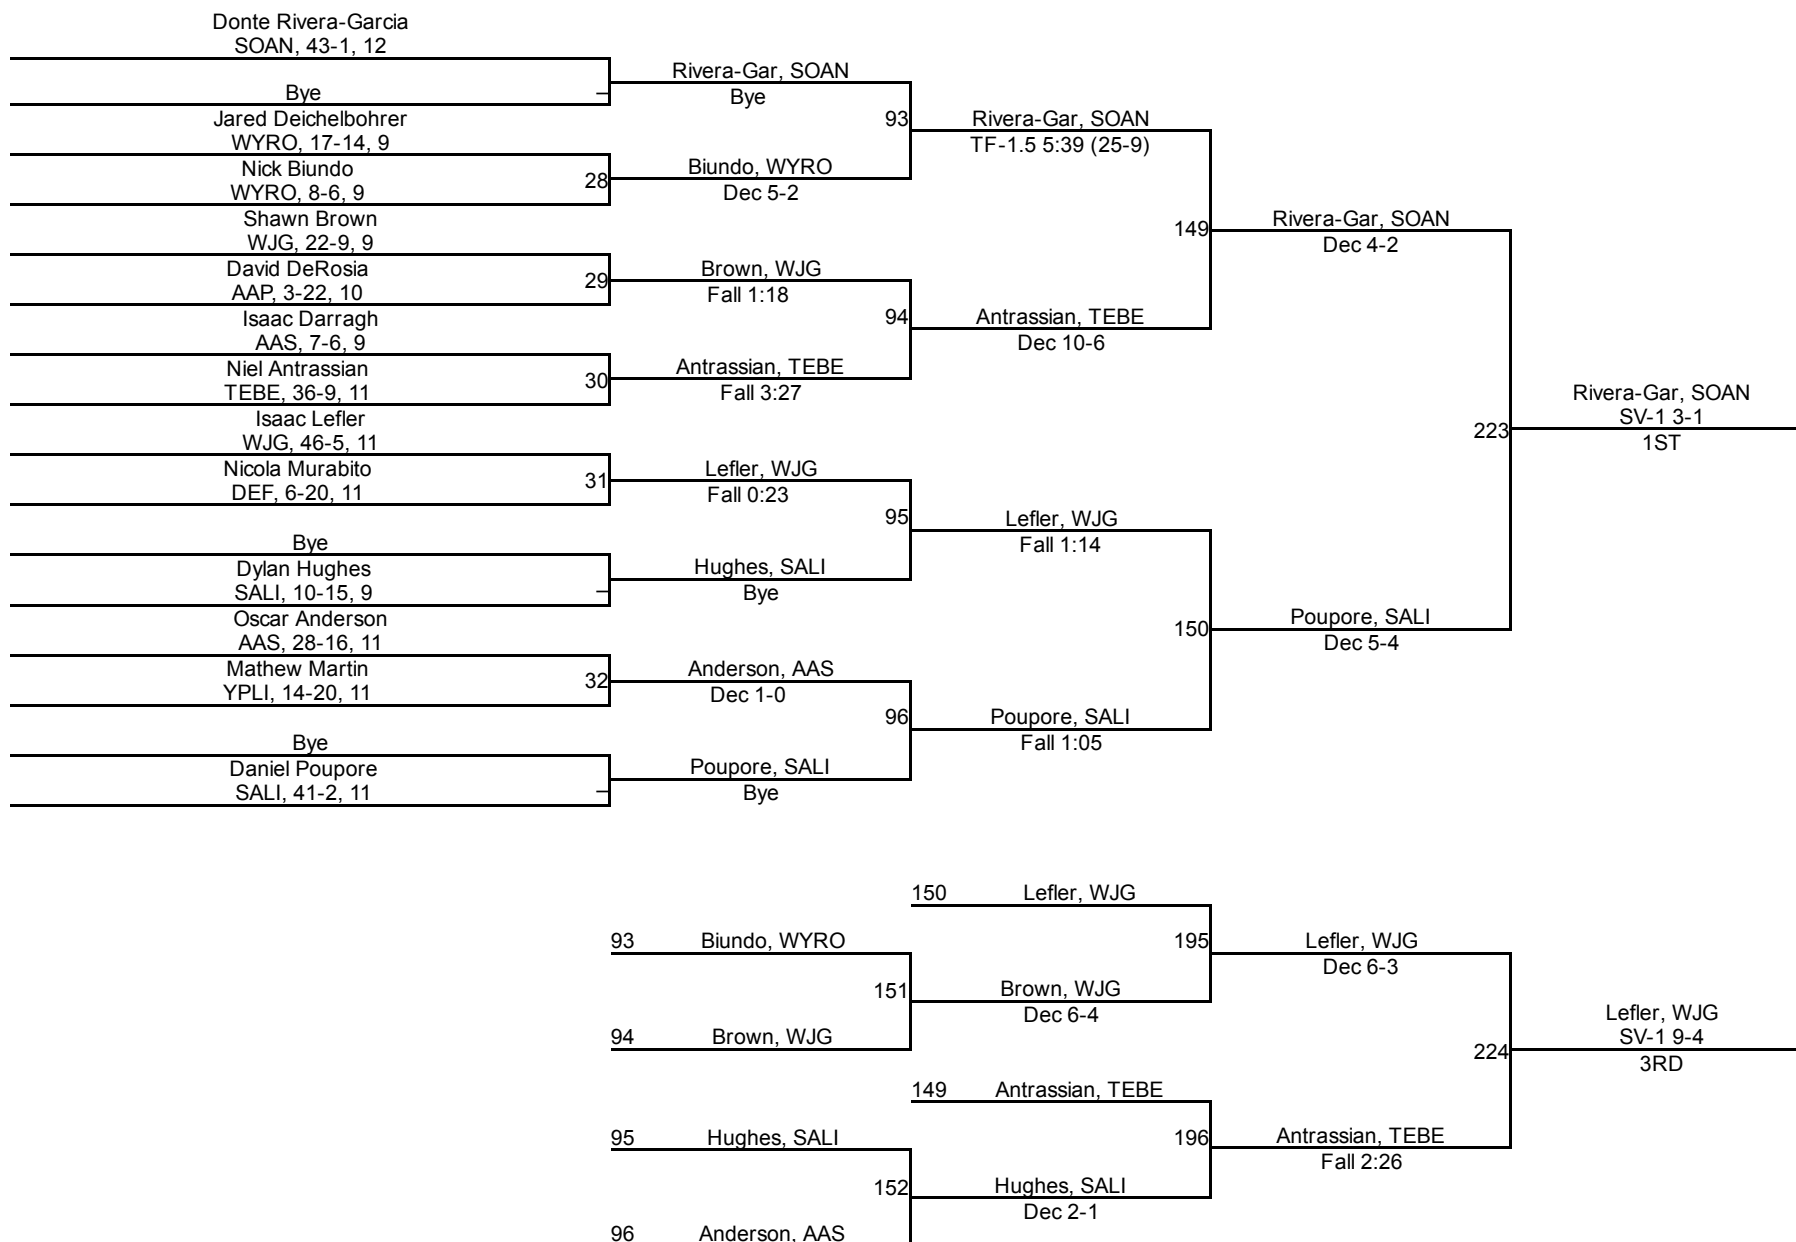 Donte Rivera-Garcia
SOAN, 43-1, 12
Bye
Jared Deichelbohrer
WYRO, 17-14, 9
Nick Biundo
WYRO, 8-6, 9
28
Shawn Brown
WJG, 22-9, 9
David DeRosia
AAP, 3-22, 10
29
Isaac Darragh
AAS, 7-6, 9
Niel Antrassian
TEBE, 36-9, 11
30
Isaac Lefler
WJG, 46-5, 11
Nicola Murabito
DEF, 6-20, 11
31
Bye
Dylan Hughes
SALI, 10-15, 9
Oscar Anderson
AAS, 28-16, 11
Mathew Martin
YPLI, 14-20, 11
32
Bye
Daniel Poupore
SALI, 41-2, 11
Rivera-Gar, SOAN
Bye
93
Biundo, WYRO
Dec 5-2
Brown, WJG
Fall 1:18
94
Antrassian, TEBE
Fall 3:27
Lefler, WJG
Fall 0:23
95
Hughes, SALI
Bye
Anderson, AAS
Dec 1-0
96
Poupore, SALI
Bye
Rivera-Gar, SOAN
TF-1.5 5:39 (25-9)
149
Antrassian, TEBE
Dec 10-6
Lefler, WJG
Fall 1:14
150
Poupore, SALI
Fall 1:05
Rivera-Gar, SOAN
Dec 4-2
223
Poupore, SALI
Dec 5-4
Rivera-Gar, SOAN
SV-1 3-1
1ST
93 Biundo, WYRO
151
94 Brown, WJG
95 Hughes, SALI
152
96 Anderson, AAS
150 Lefler, WJG
195
Brown, WJG
Dec 6-4
149 Antrassian, TEBE
196
Hughes, SALI
Dec 2-1
Lefler, WJG
Dec 6-3
224
Antrassian, TEBE
Fall 2:26
Lefler, WJG
SV-1 9-4
3RD